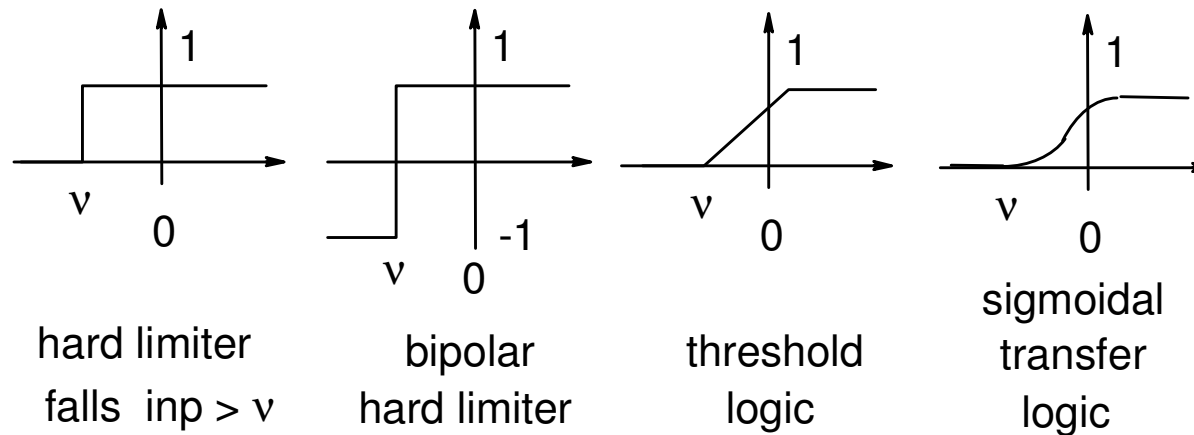 1
ν
0
hard limiter
falls inp > ν
1
-1
ν
0
bipolar
hard limiter
1
ν
0
threshold
logic
1
ν
0
sigmoidal
transfer
logic